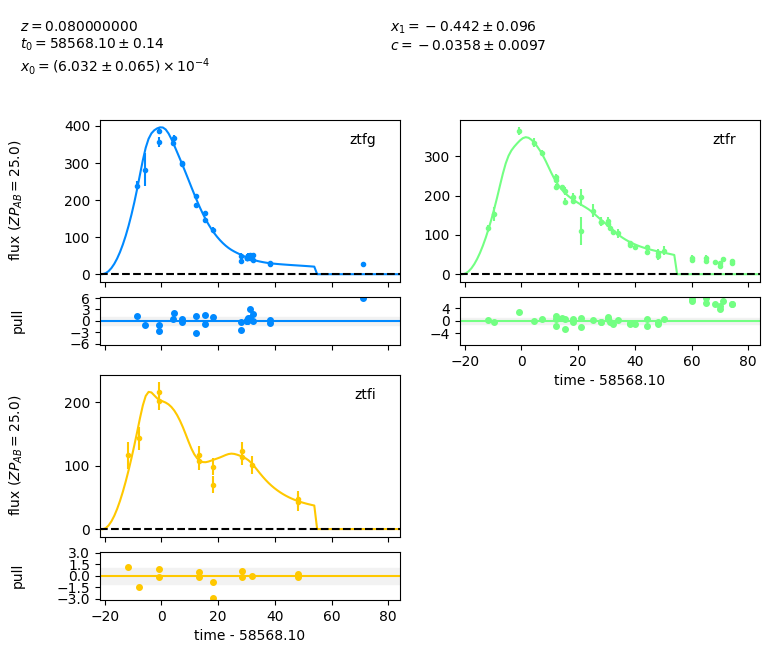 z = 0.080000000
t₀ = 58568.10 ± 0.14
x₀ = (6.032 ± 0.065) × 10⁻⁴
x₁ = −0.442 ± 0.096
c = −0.0358 ± 0.0097
flux (ZP_AB = 25.0)
400
300
200
100
0
ztfg
300
200
100
0
ztfr
pull
6
3
0
−3
−6
4
0
−4
−20 0 20 40 60 80
time - 58568.10
flux (ZP_AB = 25.0)
200
100
0
ztfi
pull
3.0
1.5
0.0
−1.5
−3.0
−20 0 20 40 60 80
time - 58568.10